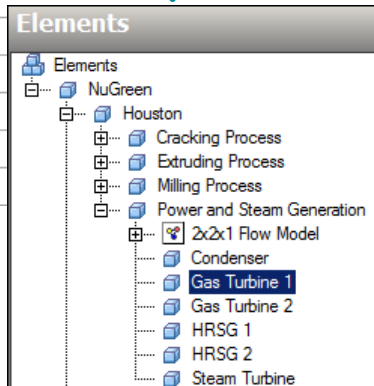 Elements
Elements
NuGreen
Houston
Cracking Process
Extruding Process
Milling Process
Power and Steam Generation
2x2x1 Flow Model
Condenser
Gas Turbine 1
Gas Turbine 2
HRSG 1
HRSG 2
Steam Turbine